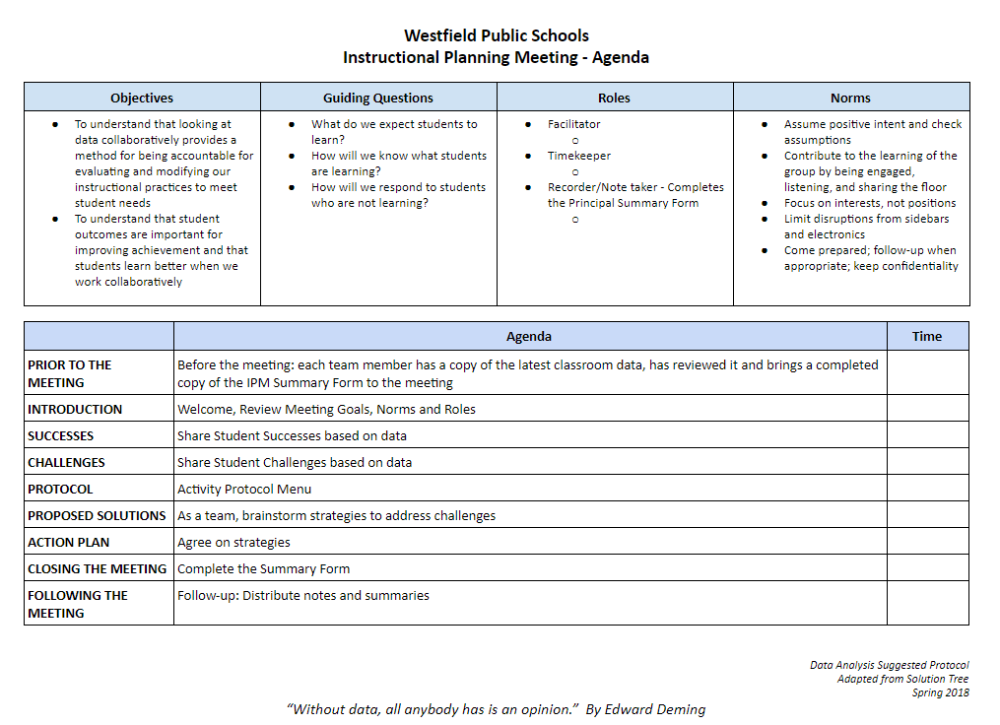 Westfield Public Schools
Instructional Planning Meeting - Agenda
Objectives
● To understand that looking at
data collaboratively provides a
method for being accountable for
evaluating and modifying our
instructional practices to meet
student needs
● To understand that student
outcomes are important for
improving achievement and that
students learn better when we
work collaboratively
Guiding Questions
● What do we expect students to
learn?
● How will we know what students
are learning?
● How will we respond to students
who are not learning?
Roles
● Facilitator
○
● Timekeeper
○
● Recorder/Note taker - Completes
the Principal Summary Form
○
Norms
● Assume positive intent and check
assumptions
● Contribute to the learning of the
group by being engaged,
listening, and sharing the floor
● Focus on interests, not positions
● Limit disruptions from sidebars
and electronics
● Come prepared; follow-up when
appropriate; keep confidentiality
Agenda
Time
PRIOR TO THE
MEETING
Before the meeting: each team member has a copy of the latest classroom data, has reviewed it and brings a completed
copy of the IPM Summary Form to the meeting
INTRODUCTION
Welcome, Review Meeting Goals, Norms and Roles
SUCCESSES
Share Student Successes based on data
CHALLENGES
Share Student Challenges based on data
PROTOCOL
Activity Protocol Menu
PROPOSED SOLUTIONS
As a team, brainstorm strategies to address challenges
ACTION PLAN
Agree on strategies
CLOSING THE MEETING
Complete the Summary Form
FOLLOWING THE
MEETING
Follow-up: Distribute notes and summaries
Data Analysis Suggested Protocol
Adapted from Solution Tree
Spring 2018
“Without data, all anybody has is an opinion.” By Edward Deming